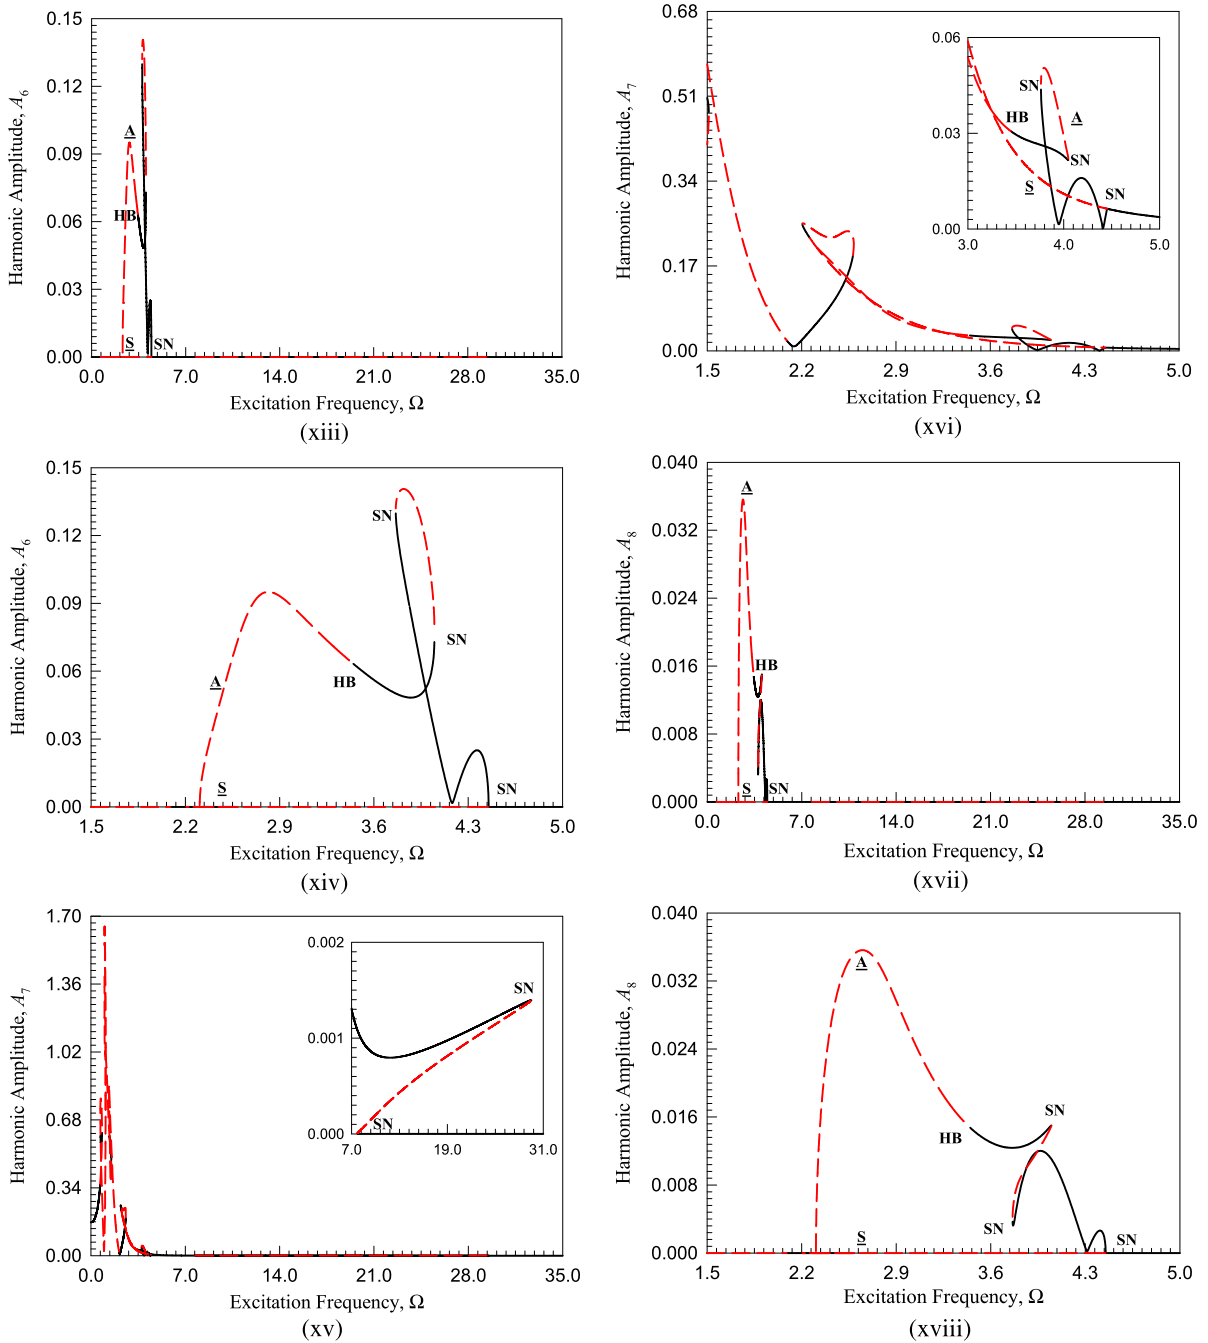 Harmonic Amplitude, A6
0.15
0.12
0.09
0.06
0.03
0.00
A
HB
S
SN
0.0
7.0
14.0
21.0
28.0
35.0
Excitation Frequency, Ω
(xiii)
Harmonic Amplitude, A7
0.68
0.51
0.34
0.17
0.00
0.06
0.03
0.00
SN
HB
A
SN
S
SN
3.0
4.0
5.0
1.5
2.2
2.9
3.6
4.3
5.0
Excitation Frequency, Ω
(xvi)
Harmonic Amplitude, A6
0.15
0.12
0.09
0.06
0.03
0.00
SN
SN
HB
A
S
SN
1.5
2.2
2.9
3.6
4.3
5.0
Excitation Frequency, Ω
(xiv)
Harmonic Amplitude, A8
0.040
0.032
0.024
0.016
0.008
0.000
A
HB
S
SN
0.0
7.0
14.0
21.0
28.0
35.0
Excitation Frequency, Ω
(xvii)
Harmonic Amplitude, A7
1.70
1.36
1.02
0.68
0.34
0.00
0.002
0.001
0.000
SN
SN
7.0
19.0
31.0
0.0
7.0
14.0
21.0
28.0
35.0
Excitation Frequency, Ω
(xv)
Harmonic Amplitude, A8
0.040
0.032
0.024
0.016
0.008
0.000
A
SN
HB
SN
S
SN
1.5
2.2
2.9
3.6
4.3
5.0
Excitation Frequency, Ω
(xviii)